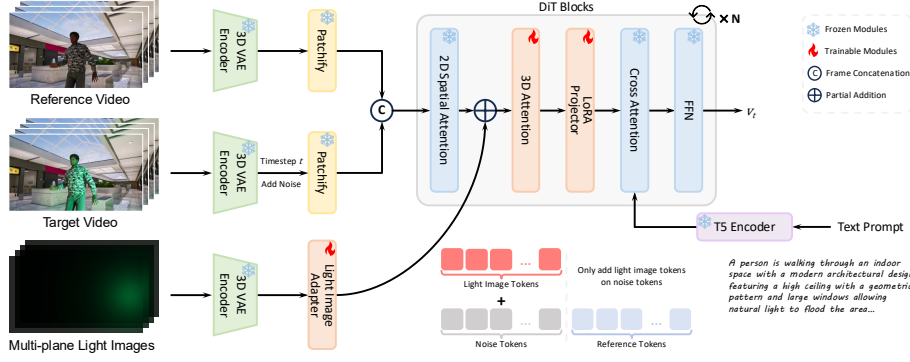 DiT Blocks
× N
3D VAE
Encoder
Patchify
Reference Video
C
2D Spatial Attention
3D Attention
LoRA
Projector
Cross Attention
FFN
v_t
Frozen Modules
Trainable Modules
C Frame Concatenation
Partial Addition
3D VAE
Encoder
Timestep t
Add Noise
Patchify
Target Video
T5 Encoder
Text Prompt
3D VAE
Encoder
Light Image
Adapter
Multi-plane Light Images
...
Light Image Tokens
+
...
Noise Tokens
Only add light image tokens
on noise tokens
...
Reference Tokens
A person is walking through an indoor
space with a modern architectural design
featuring a high ceiling with a geometric
pattern and large windows allowing
natural light to flood the area...